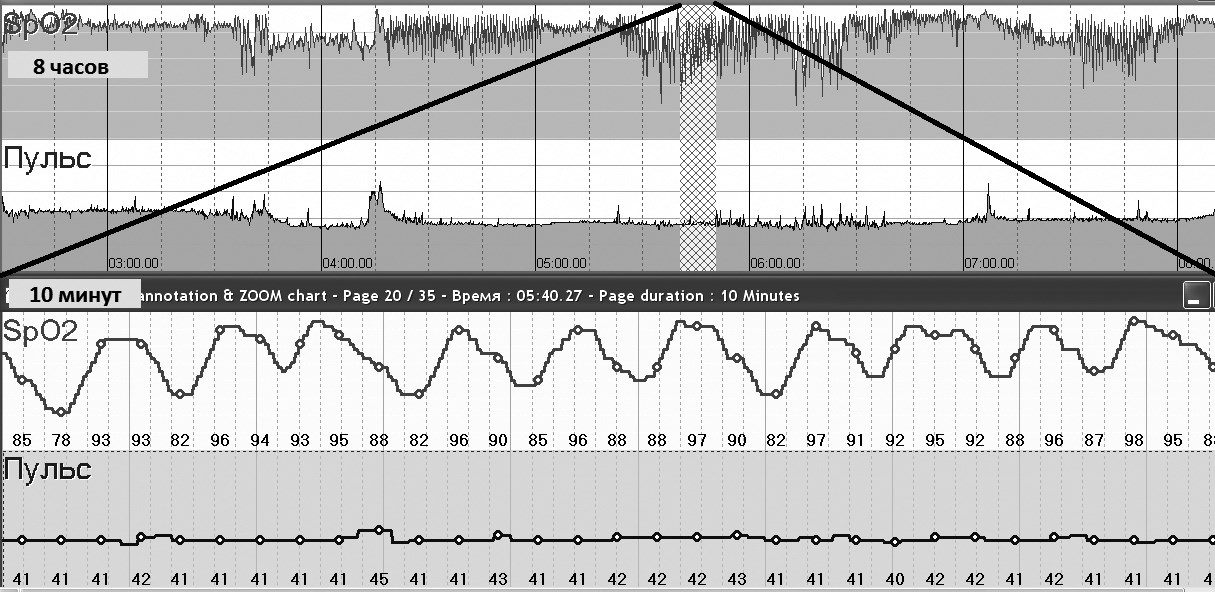 SpO2
8 часов
Пульс
03:00.00 04:00.00 05:00.00 06:00.00 07:00.00
10 минут annotation & ZOOM chart - Page 20 / 35 - Время : 05:40.27 - Page duration : 10 Minutes
SpO2
85 78 93 93 82 96 94 93 95 88 82 96 90 85 96 88 88 97 90 82 97 91 92 95 92 88 96 87 98 95
Пульс
41 41 41 42 41 41 41 41 41 45 41 41 43 41 41 42 42 42 43 41 41 41 40 42 42 41 42 41 41 41